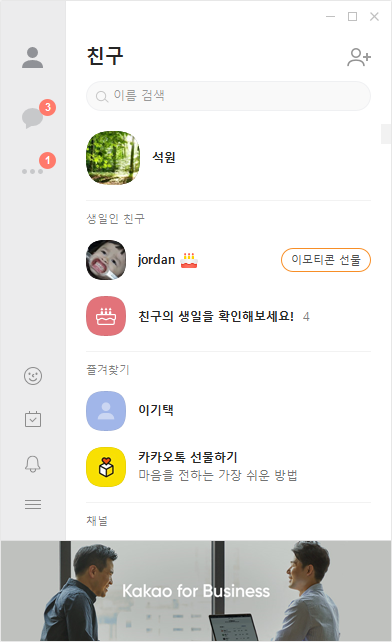 친구
3
이름 검색
1
석원
생일인 친구
jordan
이모티콘 선물
친구의 생일을 확인해보세요! 4
즐겨찾기
이기택
카카오톡 선물하기
마음을 전하는 가장 쉬운 방법
채널
Kakao for Business